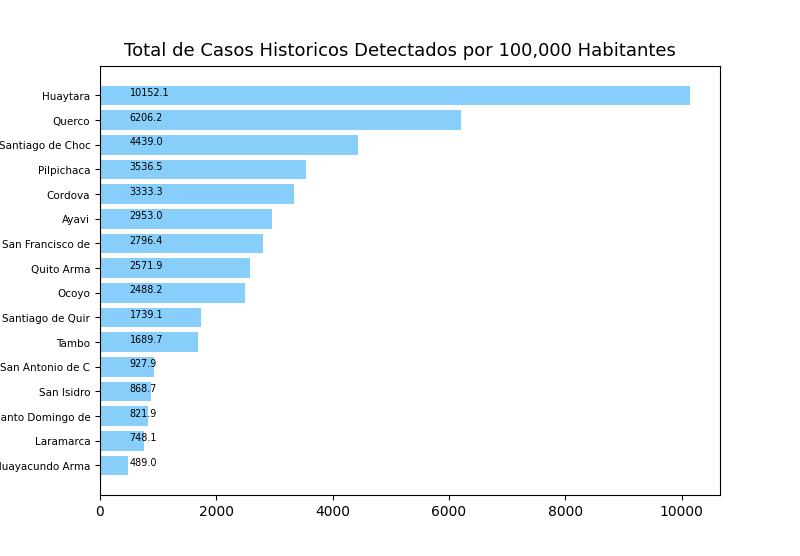 Total de Casos Historicos Detectados por 100,000 Habitantes
Huaytara 10152.1
Querco 6206.2
Santiago de Choc 4439.0
Pilpichaca 3536.5
Cordova 3333.3
Ayavi 2953.0
San Francisco de 2796.4
Quito Arma 2571.9
Ocoyo 2488.2
Santiago de Quir 1739.1
Tambo 1689.7
San Antonio de C 927.9
San Isidro 868.7
anto Domingo de 821.9
Laramarca 748.1
uayacundo Arma 489.0
0 2000 4000 6000 8000 10000